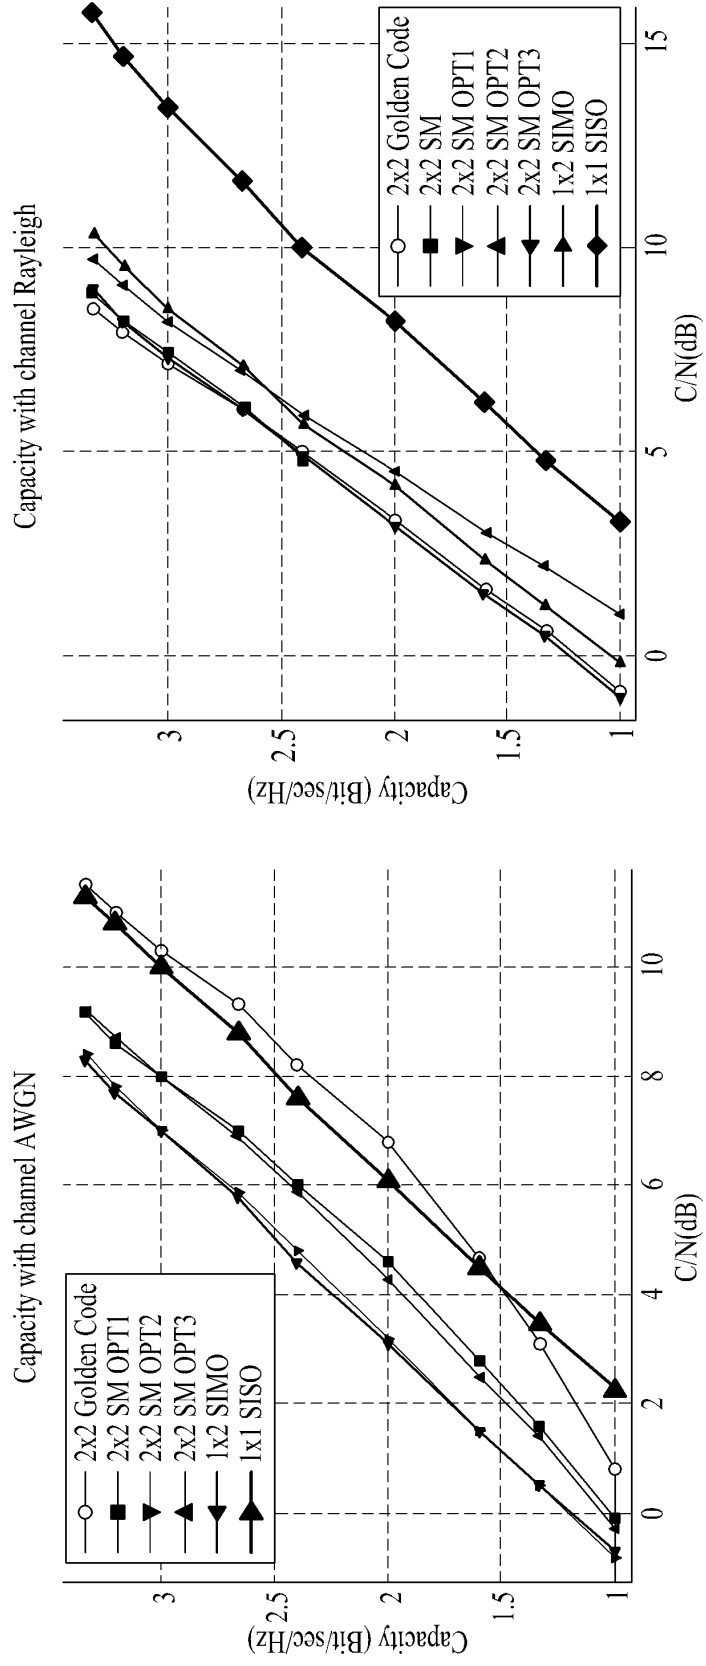 Capacity with channel AWGN
Capacity (Bit/sec/Hz)
3
2.5
2
1.5
1
0
2
4
6
8
10
C/N(dB)
2x2 Golden Code
2x2 SM OPT1
2x2 SM OPT2
2x2 SM OPT3
1x2 SIMO
1x1 SISO
Capacity with channel Rayleigh
Capacity (Bit/sec/Hz)
3
2.5
2
1.5
1
0
5
10
15
C/N(dB)
2x2 Golden Code
2x2 SM
2x2 SM OPT1
2x2 SM OPT2
2x2 SM OPT3
1x2 SIMO
1x1 SISO